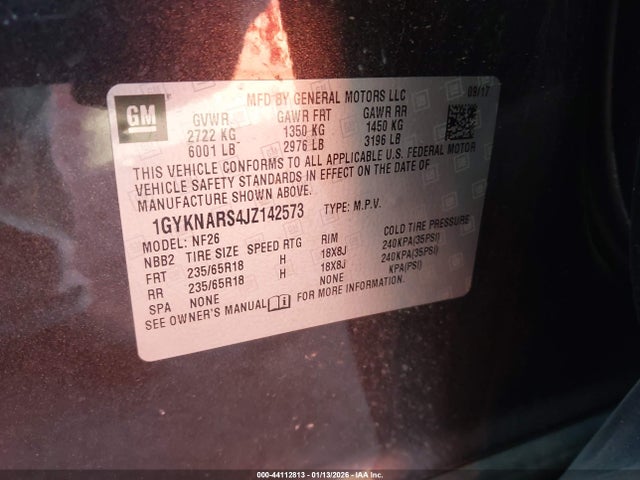 GM
MFD BY GENERAL MOTORS LLC 09/17
GVWR GAWR FRT GAWR RR
2722 KG 1350 KG 1450 KG
6001 LB 2976 LB 3196 LB
THIS VEHICLE CONFORMS TO ALL APPLICABLE U.S. FEDERAL MOTOR
VEHICLE SAFETY STANDARDS IN EFFECT ON THE DATE OF
MANUFACTURE SHOWN ABOVE.
1GYKNARS4JZ142573 TYPE: M.P.V.
MODEL: NF26
NBB2 TIRE SIZE SPEED RTG RIM COLD TIRE PRESSURE
FRT 235/65R18 H 18X8J 240KPA(35PSI)
RR 235/65R18 H 18X8J 240KPA(35PSI)
SPA NONE NONE KPA(PSI)
SEE OWNER'S MANUAL FOR MORE INFORMATION.
000-44112813 | 01/13/2026 - IAA Inc.